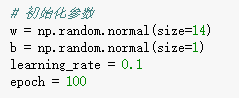 # 初始化参数
w = np.random.normal(size=14)
b = np.random.normal(size=1)
learning_rate = 0.1
epoch = 100